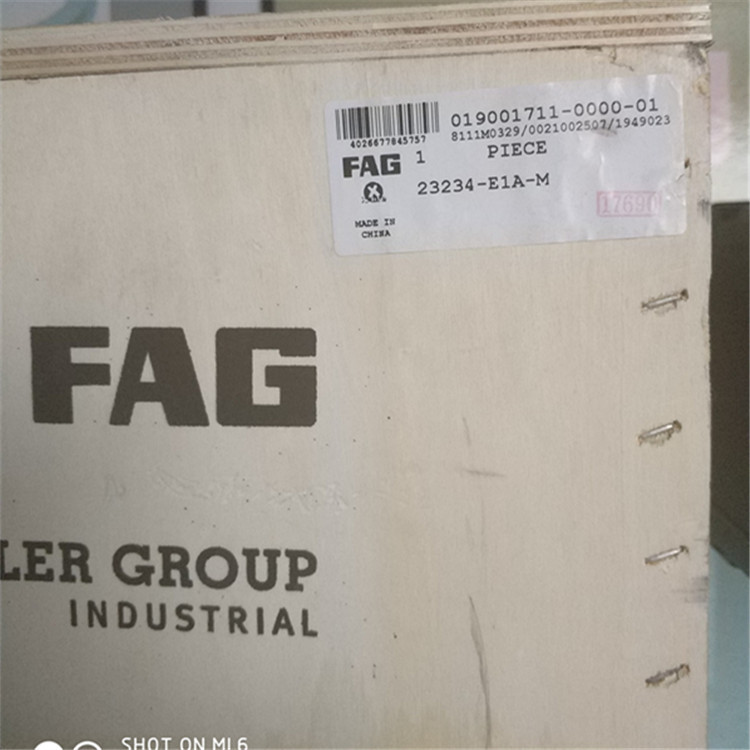 019001711-0000-01
8111M0329/0021002507/1949023
4026677845757
FAG 1 PIECE
23234-E1A-M
17690
MADE IN
CHINA
FAG
LER GROUP
INDUSTRIAL
SHOT ON MI 6